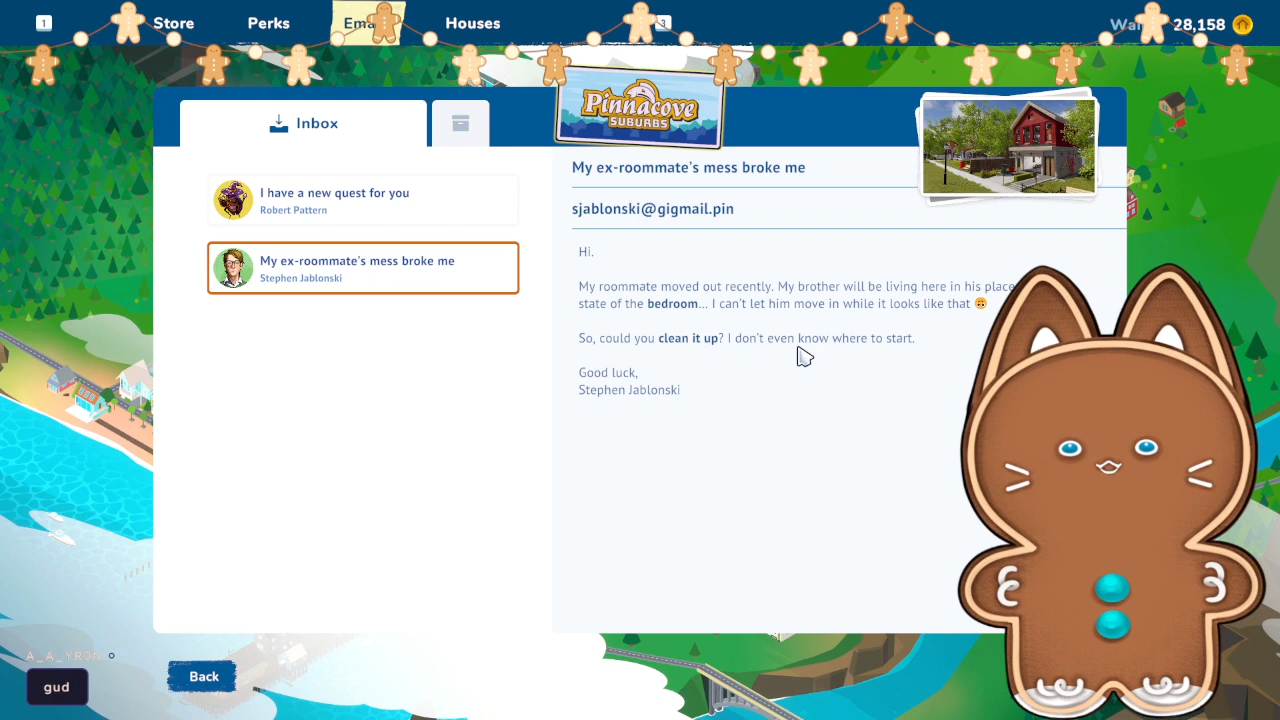 1 Store Perks Houses 3 28,158
Inbox
Pinnacove
SUBURBS
My ex-roommate's mess broke me
sjablonski@gigmail.pin
I have a new quest for you
Robert Pattern
My ex-roommate's mess broke me
Stephen Jablonski
Hi.
My roommate moved out recently. My brother will be living here in his place
state of the bedroom... I can't let him move in while it looks like that 🙃
So, could you clean it up? I don't even know where to start.
Good luck,
Stephen Jablonski
A_A_YRON_O
gud
Back